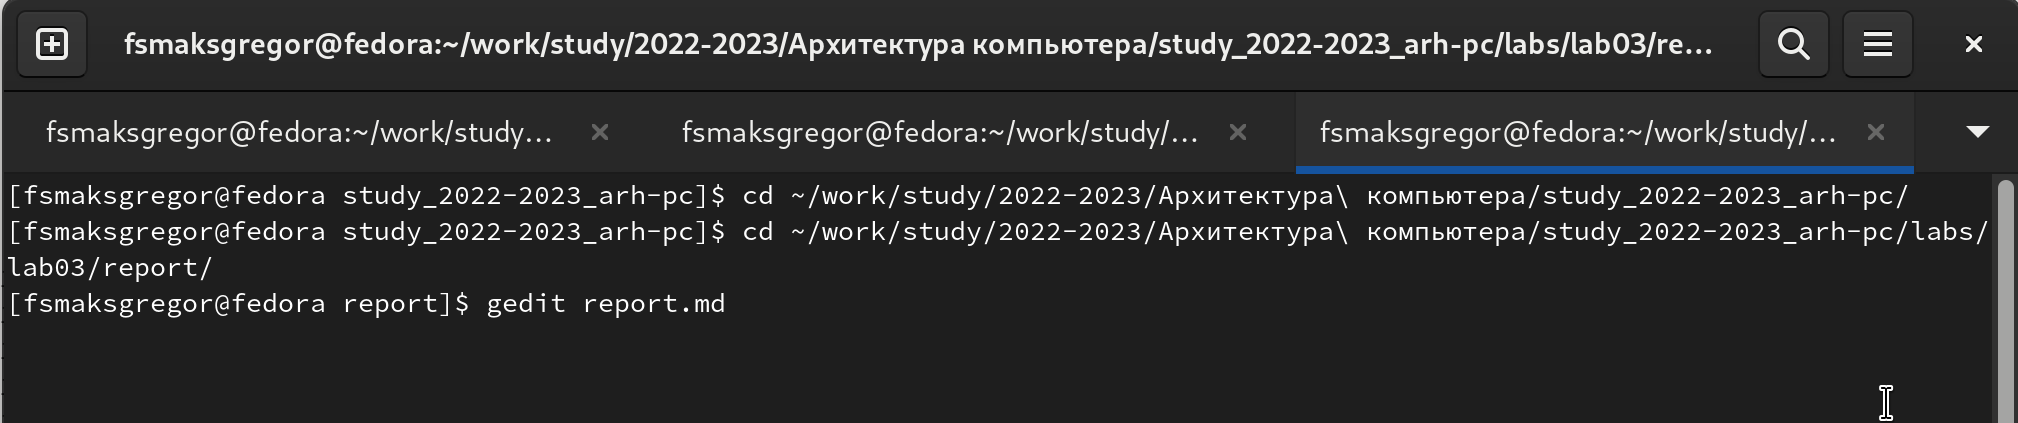 fsmaksgregor@fedora:~/work/study/2022-2023/Архитектура компьютера/study_2022-2023_arh-pc/labs/lab03/re...
fsmaksgregor@fedora:~/work/study... fsmaksgregor@fedora:~/work/study/... fsmaksgregor@fedora:~/work/study/...
[fsmaksgregor@fedora study_2022-2023_arh-pc]$ cd ~/work/study/2022-2023/Архитектура\ компьютера/study_2022-2023_arh-pc/
[fsmaksgregor@fedora study_2022-2023_arh-pc]$ cd ~/work/study/2022-2023/Архитектура\ компьютера/study_2022-2023_arh-pc/labs/
lab03/report/
[fsmaksgregor@fedora report]$ gedit report.md